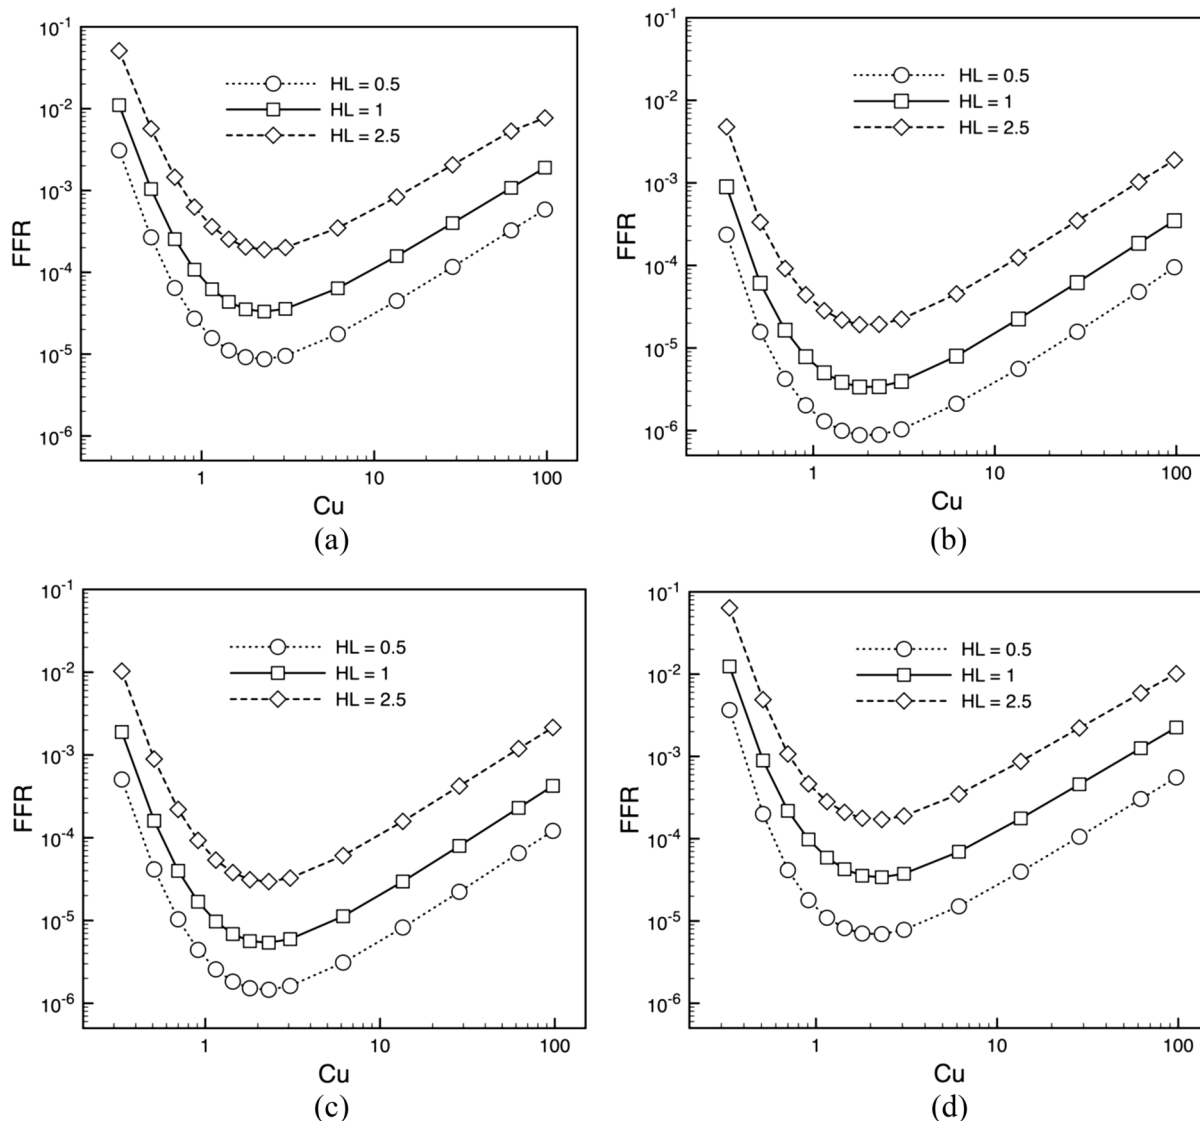 10-1
10-2
10-3
10-4
10-5
10-6
FFR
HL = 0.5
HL = 1
HL = 2.5
1 10 100
Cu
(a)
10-1
10-2
10-3
10-4
10-5
10-6
FFR
HL = 0.5
HL = 1
HL = 2.5
1 10 100
Cu
(b)
10-1
10-2
10-3
10-4
10-5
10-6
FFR
HL = 0.5
HL = 1
HL = 2.5
1 10 100
Cu
(c)
10-1
10-2
10-3
10-4
10-5
10-6
FFR
HL = 0.5
HL = 1
HL = 2.5
1 10 100
Cu
(d)